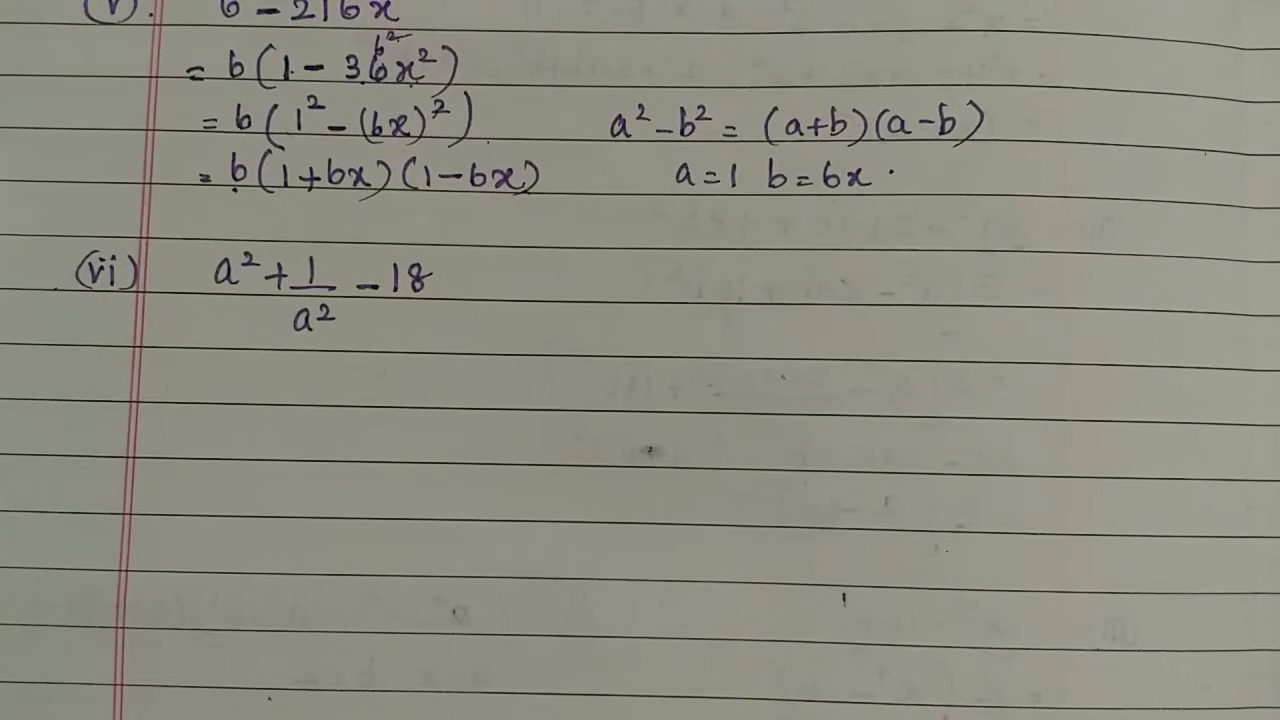 (v). 6 - 216x
= 6(1 - 36x²) 6²
= 6(1² - (6x)²) a² - b² = (a+b)(a-b)
= 6(1+6x)(1-6x) a=1 b=6x.
(vi) a² + 1/a² - 18